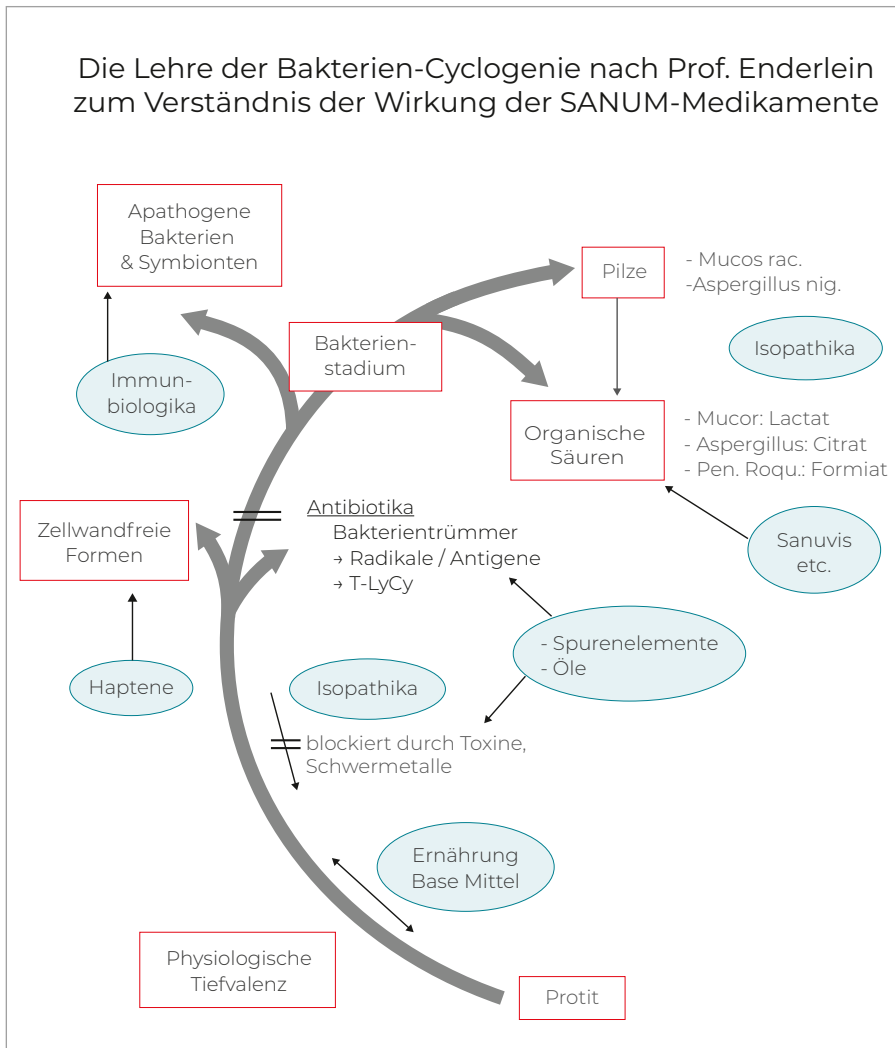 Die Lehre der Bakterien-Cyclogenie nach Prof. Enderlein
zum Verständnis der Wirkung der SANUM-Medikamente
Apathogene
Bakterien
& Symbionten
Pilze
- Mucos rac.
-Aspergillus nig.
Bakterien-
stadium
Isopathika
Immun-
biologika
Organische
Säuren
- Mucor: Lactat
- Aspergillus: Citrat
- Pen. Roqu.: Formiat
Antibiotika
Bakterientrümmer
→ Radikale / Antigene
→ T-LyCy
Zellwandfreie
Formen
Sanuvis
etc.
- Spurenelemente
- Öle
Haptene
Isopathika
blockiert durch Toxine,
Schwermetalle
Ernährung
Base Mittel
Physiologische
Tiefvalenz
Protit